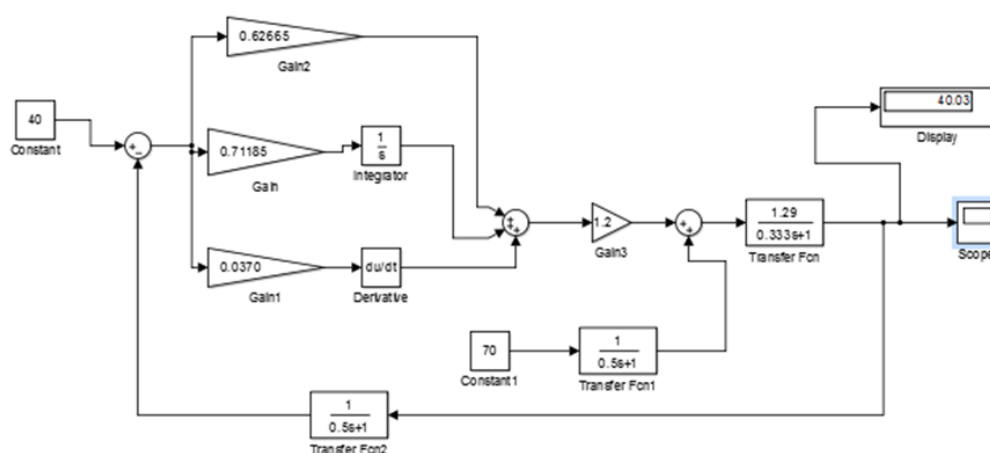 0.62665
Gain2
40
Constant
+
−
0.71185
Gain
1
s
Integrator
0.0370
Gain1
du/dt
Derivative
+
+
+
1.2
Gain3
+
+
1.29
0.333s+1
Transfer Fcn
40.03
Display
Scope
70
Constant1
1
0.5s+1
Transfer Fcn1
1
0.5s+1
Transfer Fcn2